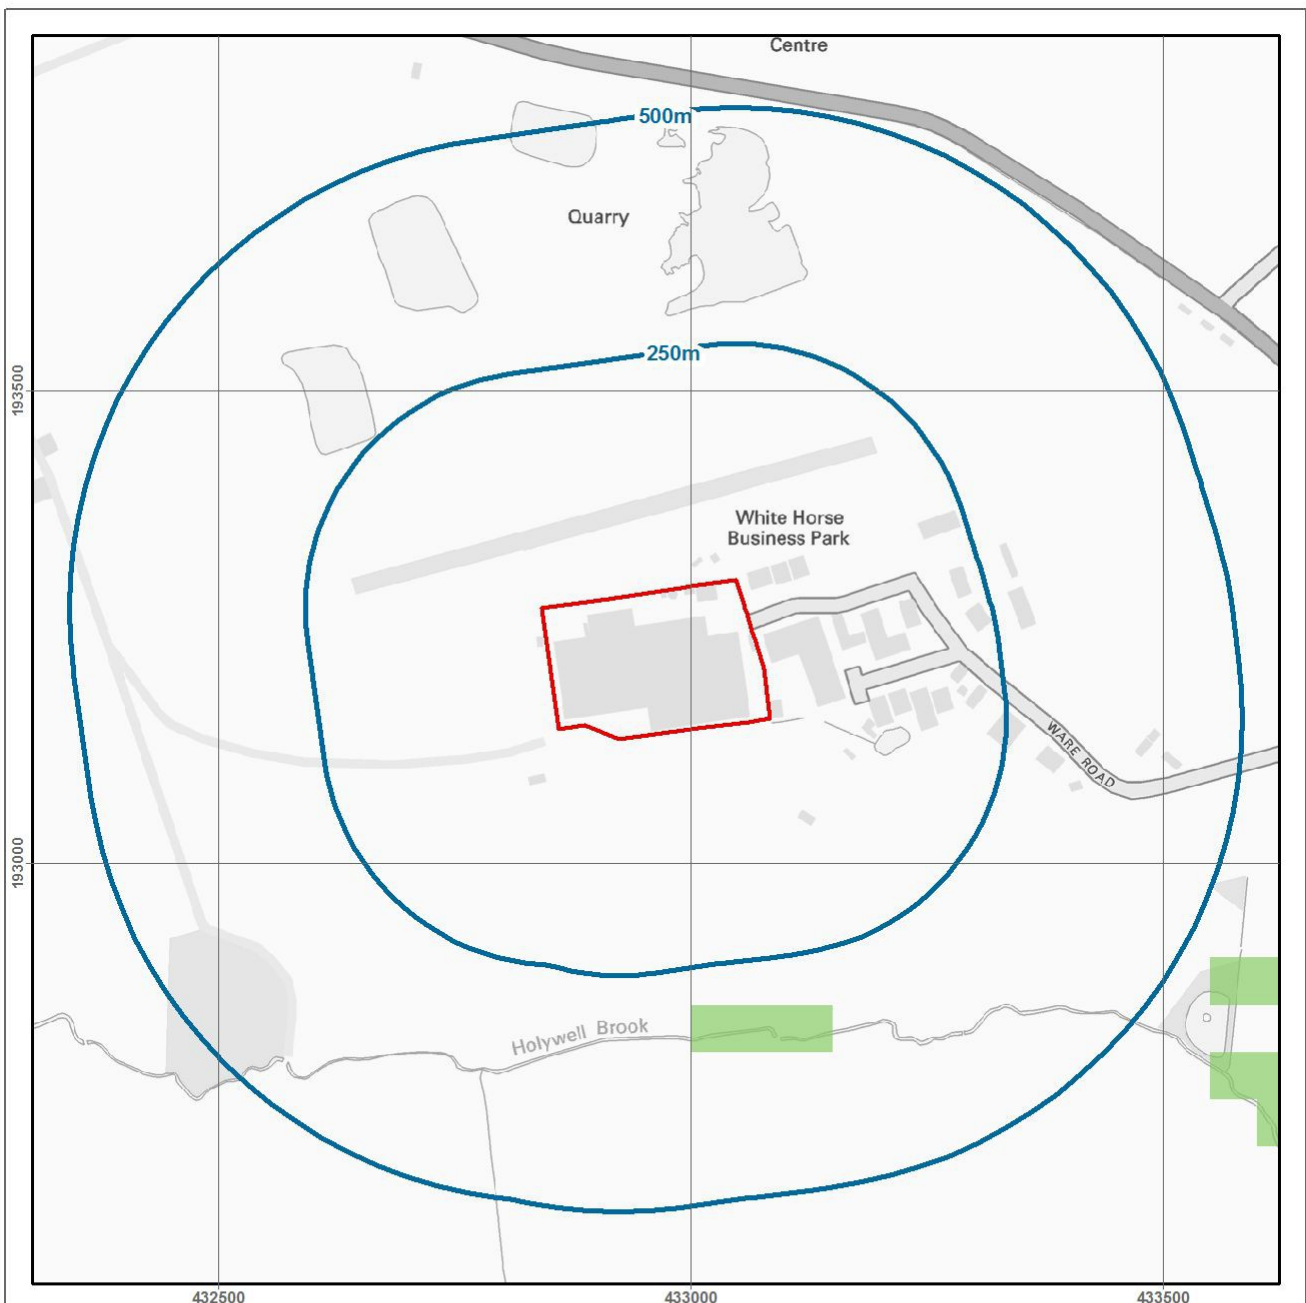 Centre
500m
Quarry
250m
193500
White Horse
Business Park
WARE ROAD
193000
Holywell Brook
432500
433000
433500